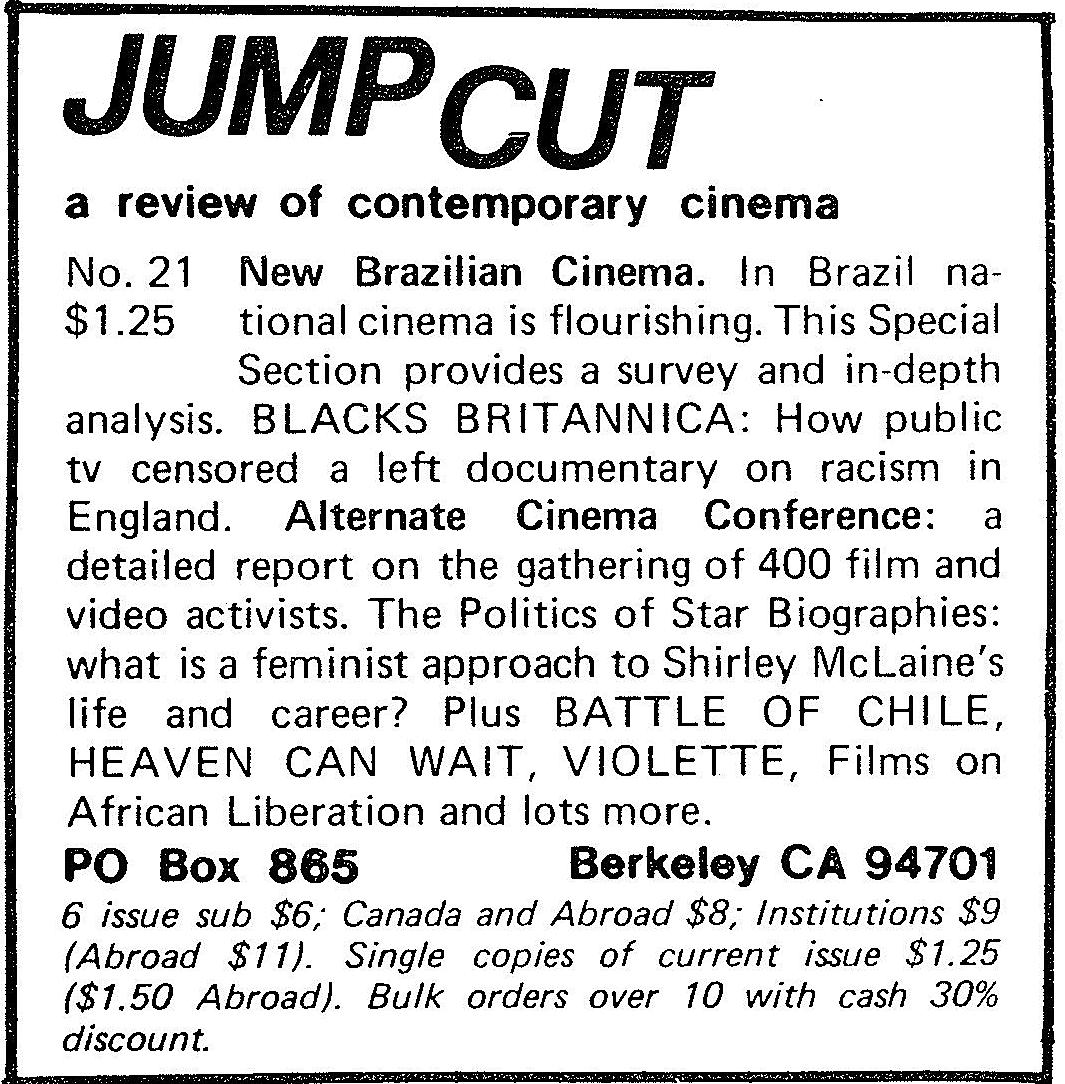 JUMP CUT
a review of contemporary cinema
No. 21 New Brazilian Cinema. In Brazil na-
$1.25 tional cinema is flourishing. This Special
Section provides a survey and in-depth
analysis. BLACKS BRITANNICA: How public
tv censored a left documentary on racism in
England. Alternate Cinema Conference: a
detailed report on the gathering of 400 film and
video activists. The Politics of Star Biographies:
what is a feminist approach to Shirley McLaine's
life and career? Plus BATTLE OF CHILE,
HEAVEN CAN WAIT, VIOLETTE, Films on
African Liberation and lots more.
PO Box 865 Berkeley CA 94701
6 issue sub $6; Canada and Abroad $8; Institutions $9
(Abroad $11). Single copies of current issue $1.25
($1.50 Abroad). Bulk orders over 10 with cash 30%
discount.